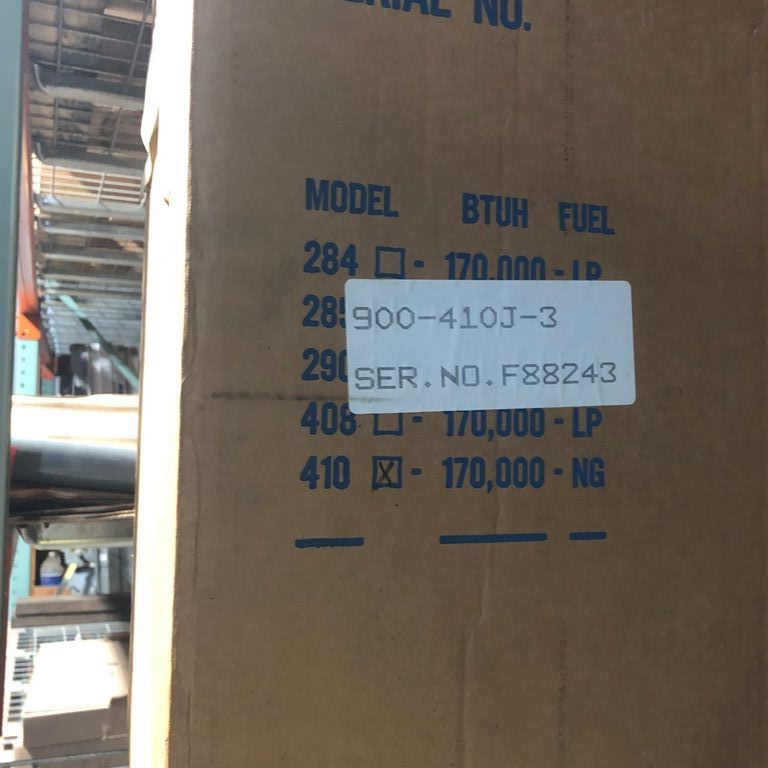 NO.
MODEL BTUH FUEL
284 ☐ - 170,000 - LP
900-410J-3
SER.NO.F88243
408 ☐ - 170,000 - LP
410 ☒ - 170,000 - NG